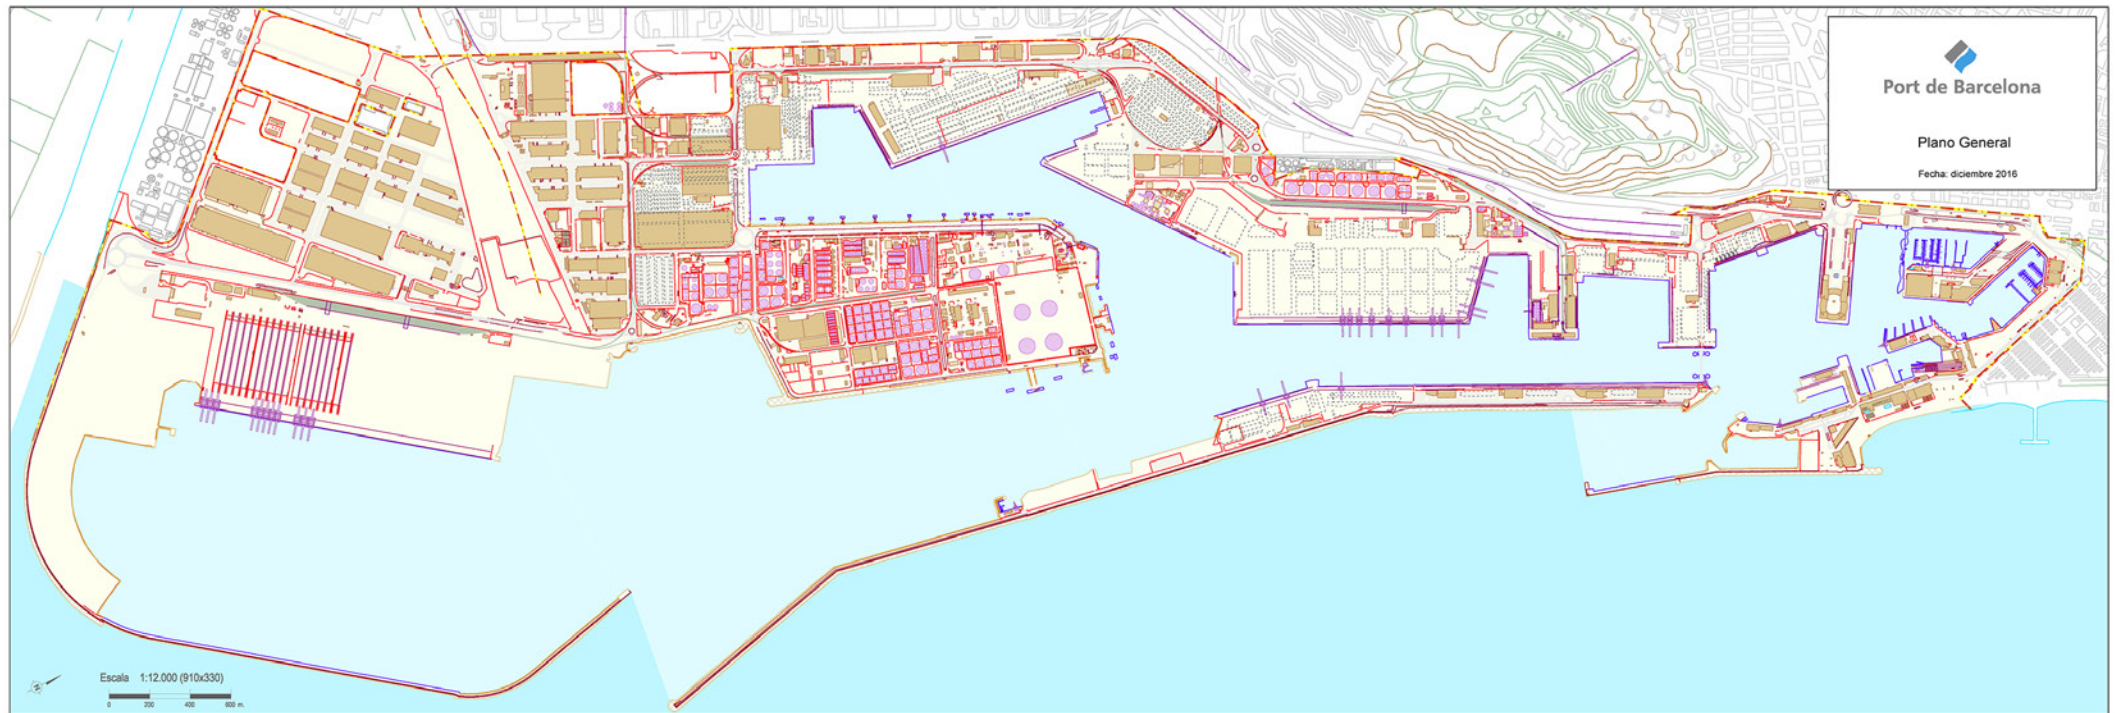 Port de Barcelona
Plano General
Fecha: diciembre 2016
Escala 1:12.000 (910x330)
0 200 400 600 m.
N